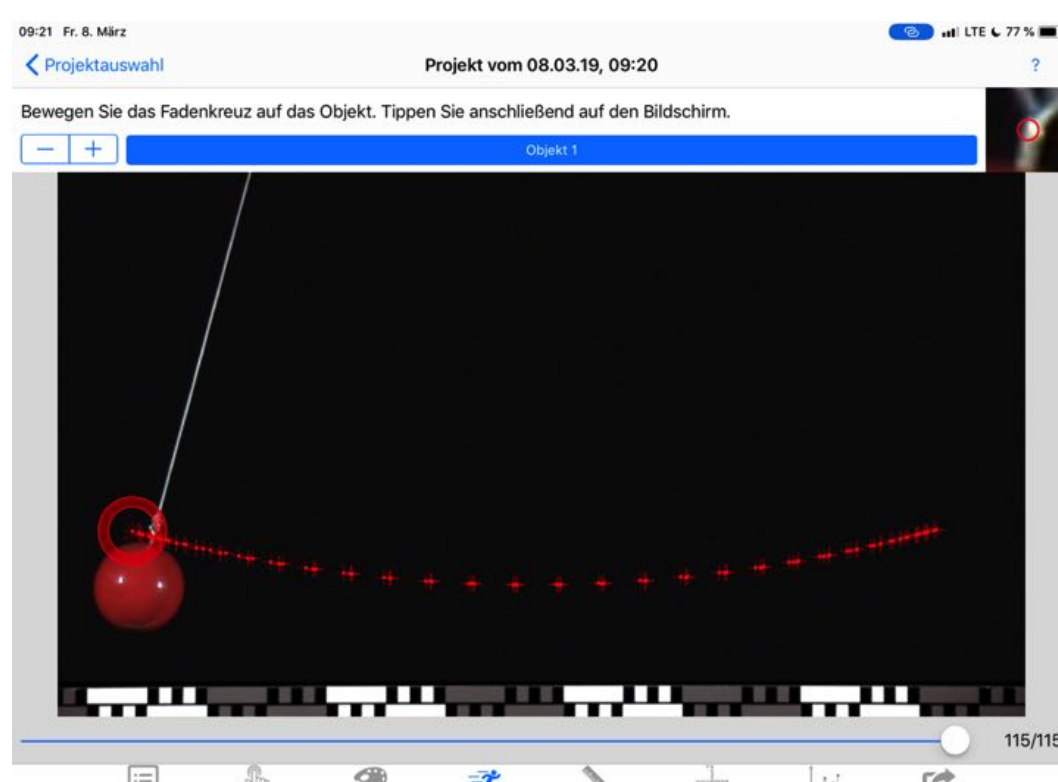 09:21 Fr. 8. März LTE 77 %
Projektauswahl Projekt vom 08.03.19, 09:20 ?
Bewegen Sie das Fadenkreuz auf das Objekt. Tippen Sie anschließend auf den Bildschirm.
− + Objekt 1
115/115